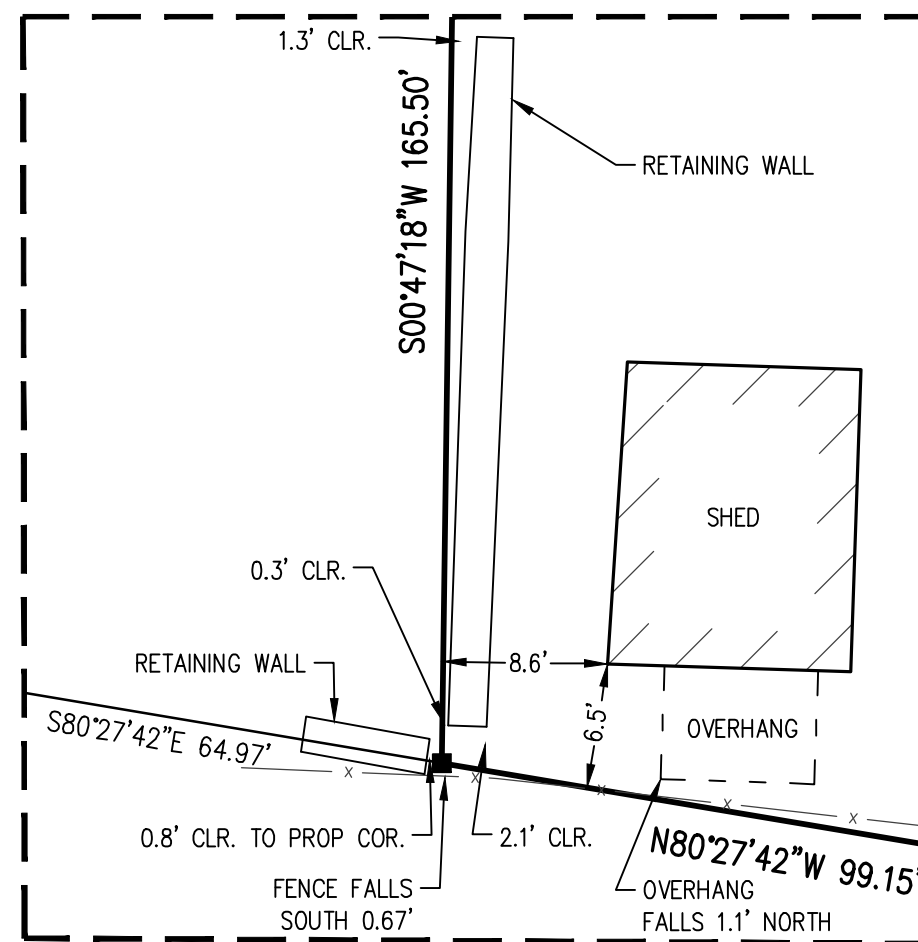 1.3' CLR.
S00°47'18"W 165.50'
RETAINING WALL
SHED
0.3' CLR.
RETAINING WALL
8.6'
S80°27'42"E 64.97'
6.5'
OVERHANG
x
x
x
x
x
0.8' CLR. TO PROP COR.
2.1' CLR.
N80°27'42"W 99.15'
FENCE FALLS
SOUTH 0.67'
OVERHANG
FALLS 1.1' NORTH